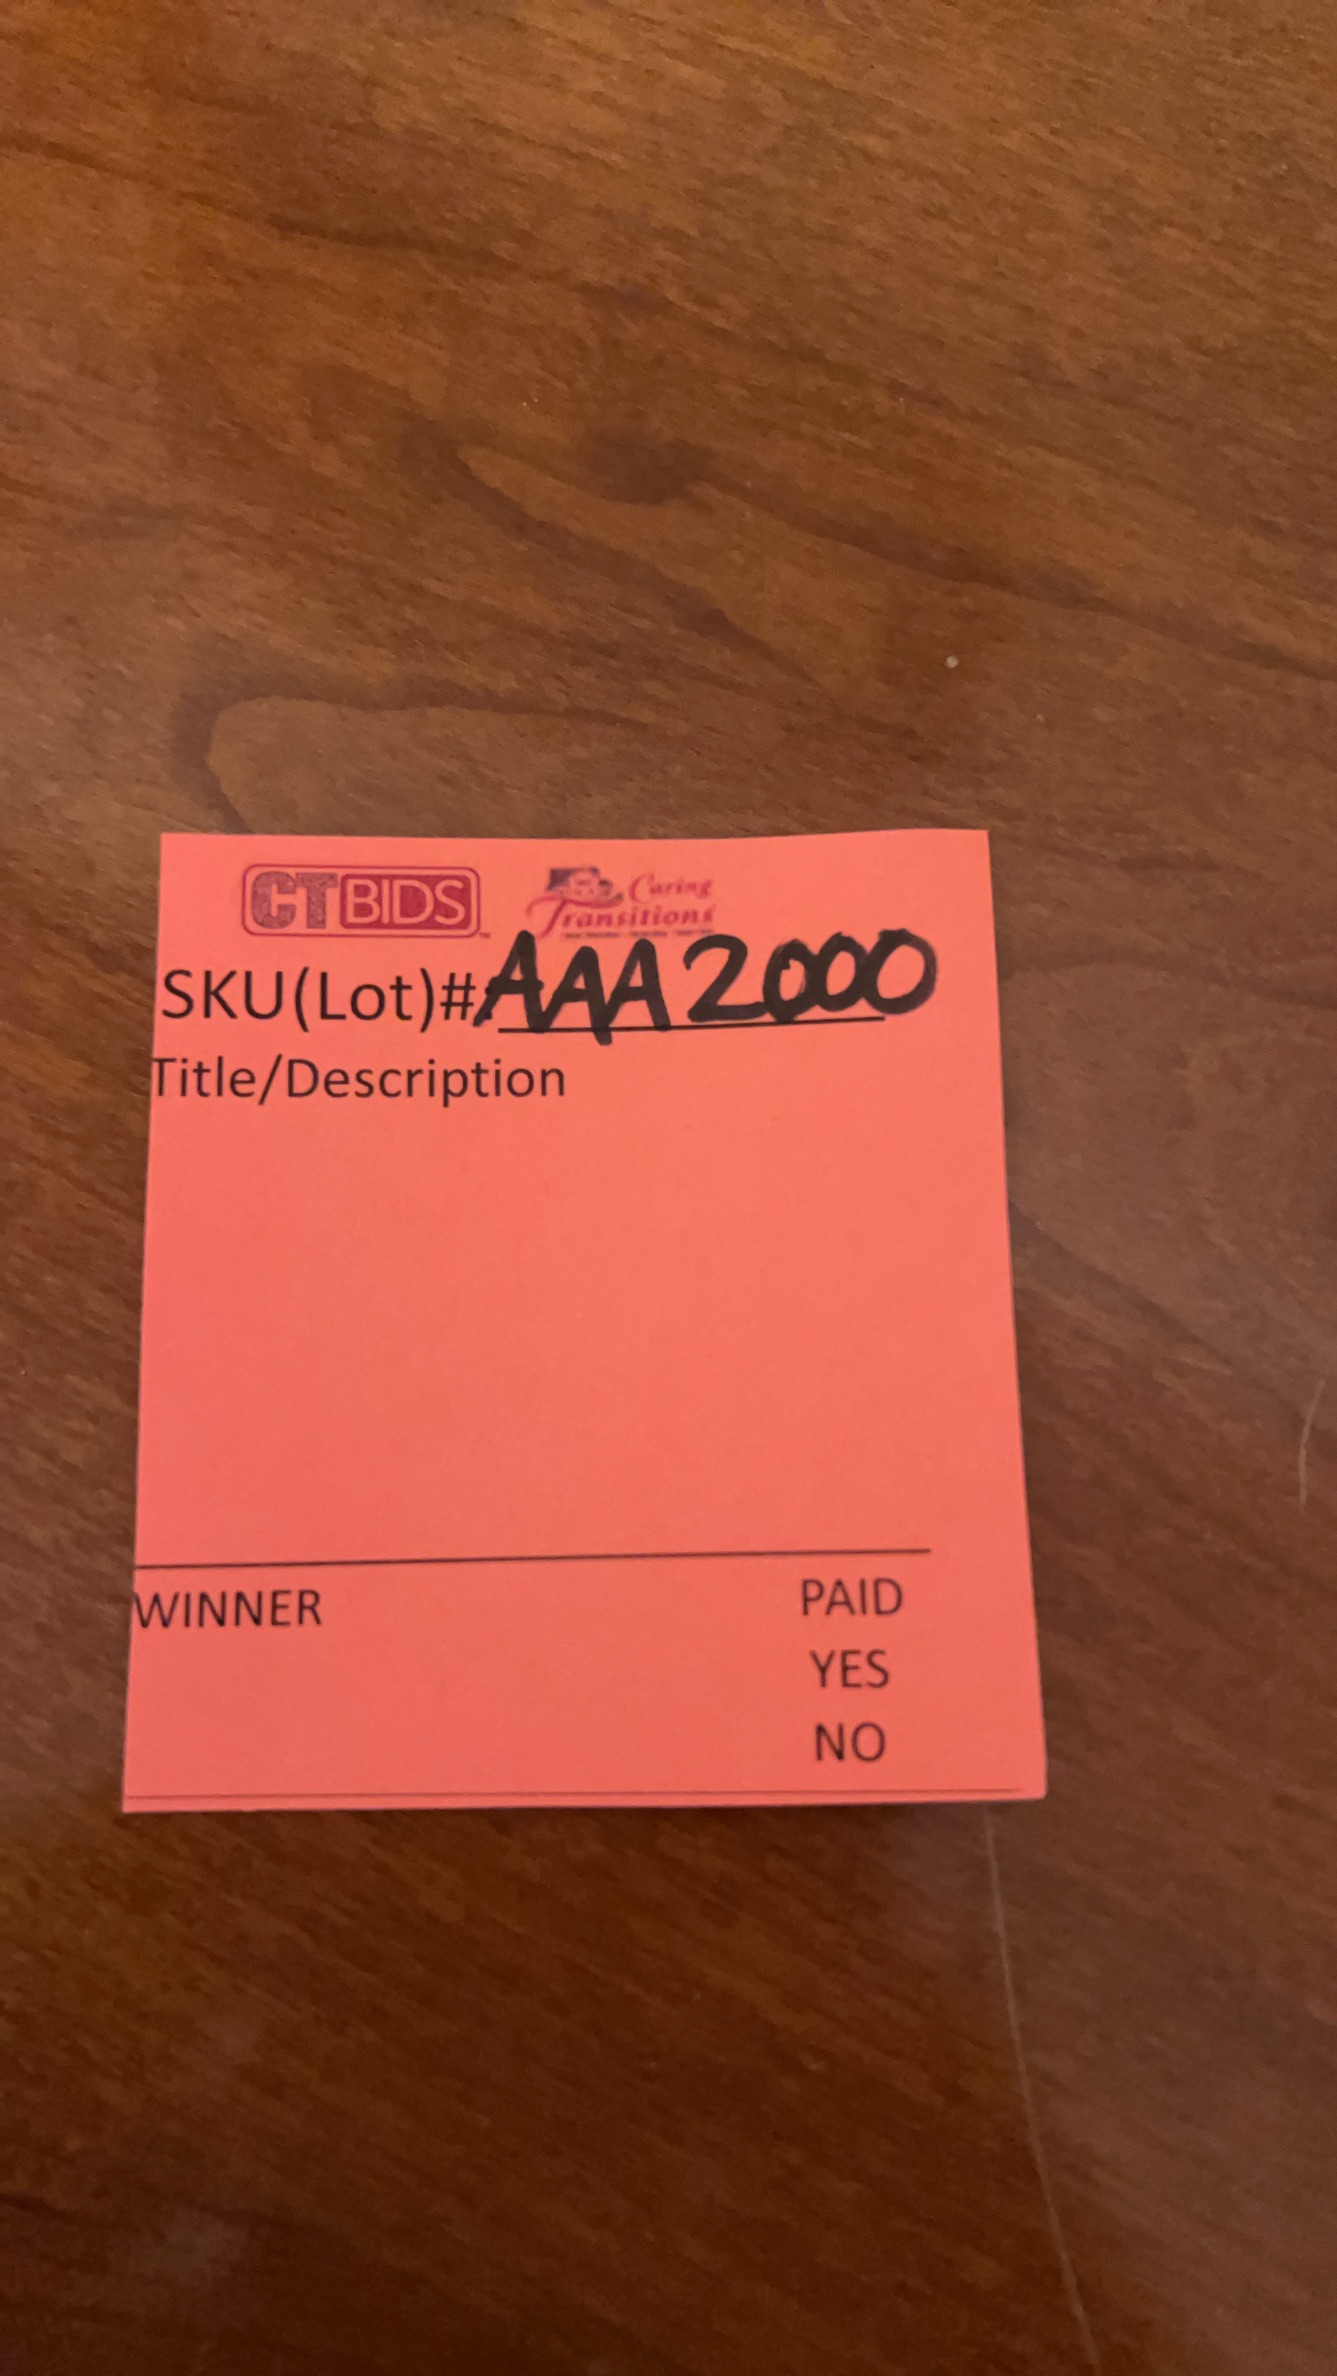 CTBIDS
Caring
Transitions
SKU(Lot)#: AAA2000
Title/Description
WINNER
PAID
YES
NO